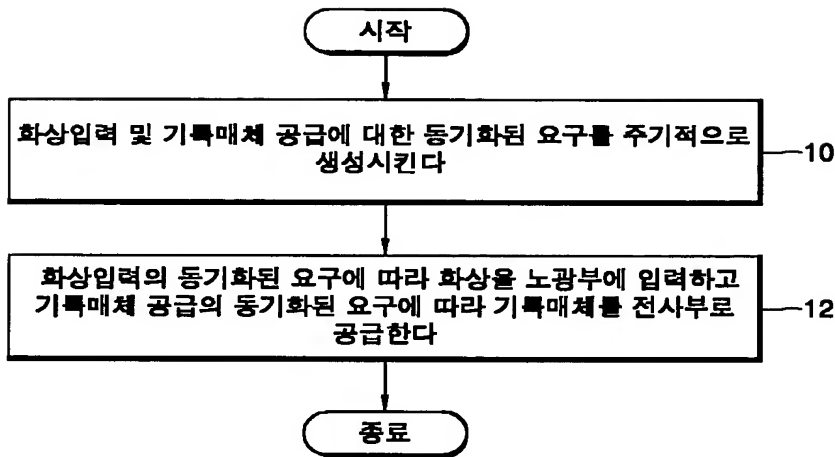 시작
화상입력 및 기록매체 공급에 대한 동기화된 요구를 주기적으로
생성시킨다
10
화상입력의 동기화된 요구에 따라 화상을 노광부에 입력하고
기록매체 공급의 동기화된 요구에 따라 기록매체를 전사부로
공급한다
12
종료